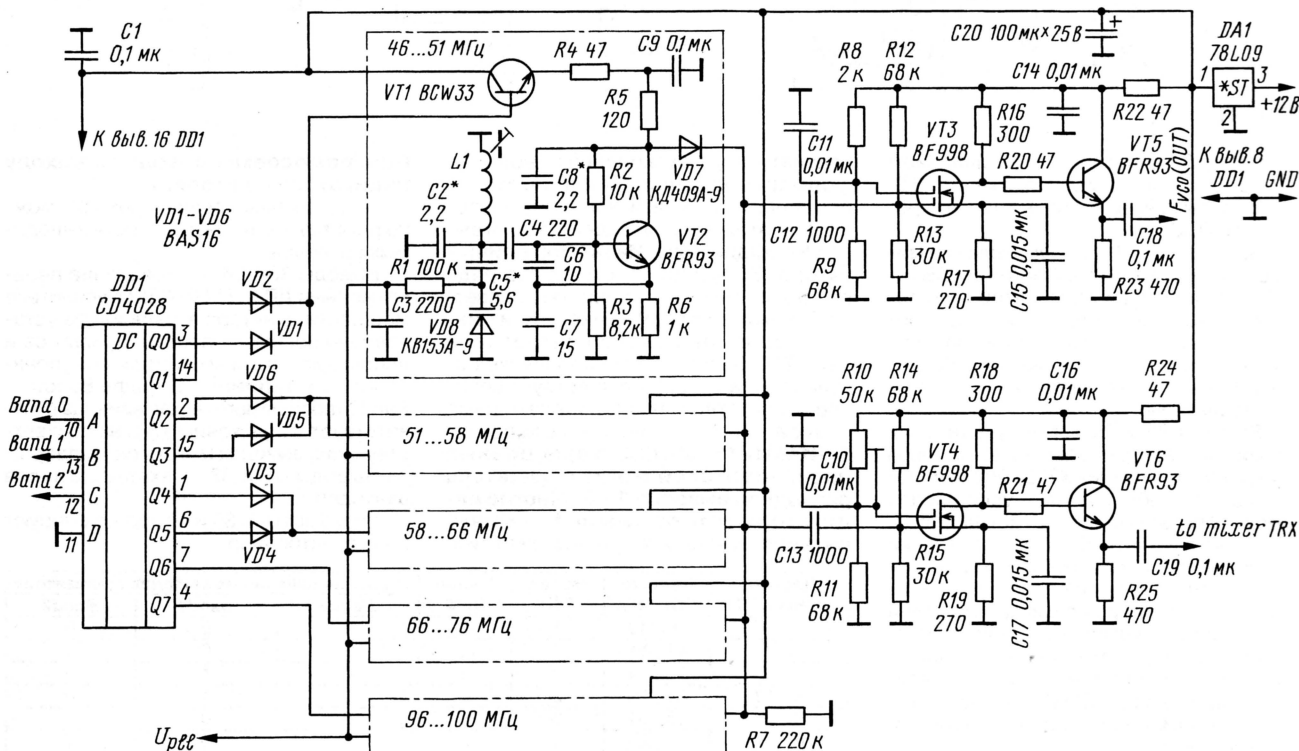 C1
0,1 мк
К выв. 16 DD1
VD1-VD6
BAS16
DD1
CD4028
DC
Q0
Q1
Q2
Q3
Q4
Q5
Q6
Q7
3
14
2
15
1
6
7
4
A
B
C
D
Band 0
10
Band 1
13
Band 2
12
11
VD2
VD1
VD6
VD5
VD3
VD4
Upll
46...51 МГц
VT1 BCW33
R4 47
C9 0,1 мк
R5
120
L1
C2*
2,2
C8*
2,2
R2
10 к
VD7
КД409А-9
C4 220
VT2
BFR93
R1 100 к
C5*
5,6
C6
10
C3 2200
VD8
КВ153А-9
C7
15
R3
8,2к
R6
1 к
51...58 МГц
58...66 МГц
66...76 МГц
96...100 МГц
R7 220 к
C20 100 мк × 25В
+
DA1
78L09
*ST
1
3
2
+12В
R8
2 к
R12
68 к
C14 0,01 мк
R22 47
C11
0,01 мк
VT3
BF998
R16
300
R20 47
VT5
BFR93
FVCO(OUT)
К выв. 8
DD1
GND
C12 1000
R13
30 к
C15 0,015 мк
C18
0,1 мк
R9
68 к
R17
270
R23 470
R10
50 к
R14
68 к
R18
300
C16
0,01 мк
R24
47
C10
0,01 мк
VT4
BF998
R21 47
VT6
BFR93
to mixer TRX
C13 1000
R15
30 к
C17 0,015 мк
C19 0,1 мк
R11
68 к
R19
270
R25
470